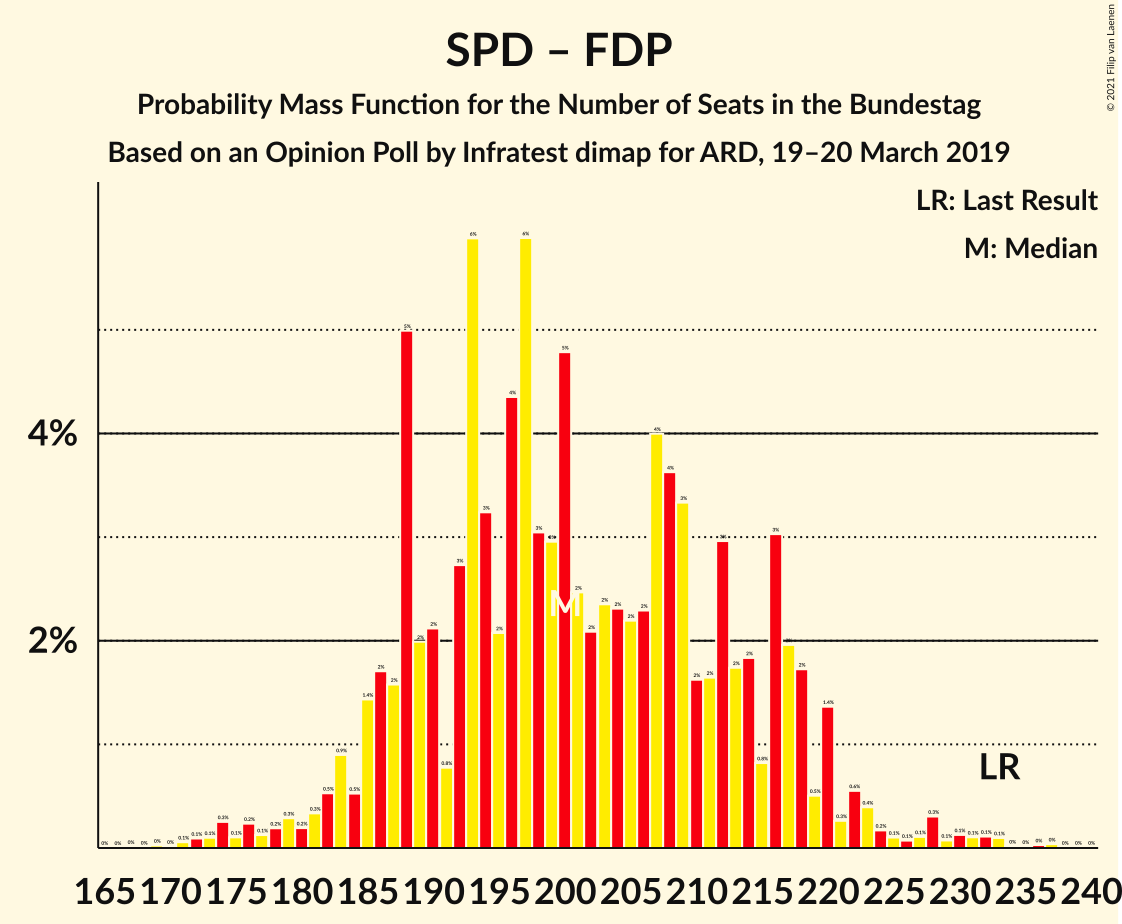 SPD – FDP
Probability Mass Function for the Number of Seats in the Bundestag
Based on an Opinion Poll by Infratest dimap for ARD, 19–20 March 2019
© 2021 Filip van Laenen
LR: Last Result
M: Median
4%
2%
M
LR
165 170 175 180 185 190 195 200 205 210 215 220 225 230 235 240